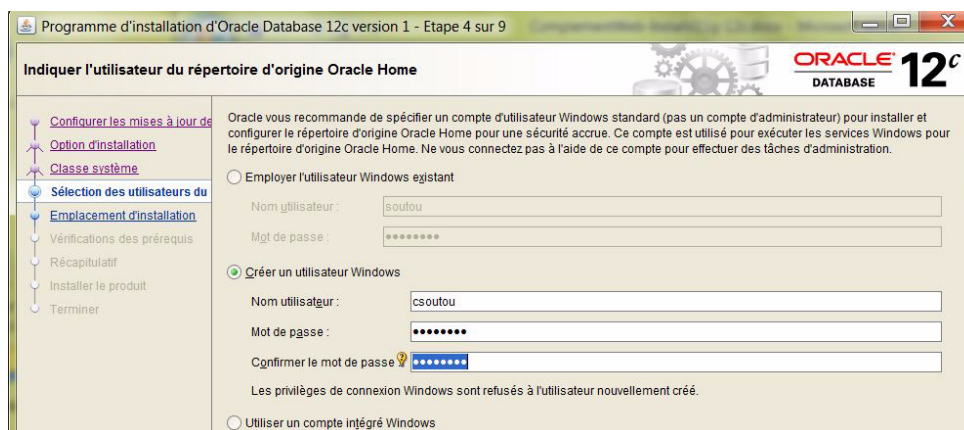 Programme d'installation d'Oracle Database 12c version 1 - Etape 4 sur 9
Indiquer l'utilisateur du répertoire d'origine Oracle Home
ORACLE
DATABASE
12c
Configurer les mises à jour de
Option d'installation
Classe système
Sélection des utilisateurs du
Emplacement d'installation
Vérifications des prérequis
Récapitulatif
Installer le produit
Terminer
Oracle vous recommande de spécifier un compte d'utilisateur Windows standard (pas un compte d'administrateur) pour installer et
configurer le répertoire d'origine Oracle Home pour une sécurité accrue. Ce compte est utilisé pour exécuter les services Windows pour
le répertoire d'origine Oracle Home. Ne vous connectez pas à l'aide de ce compte pour effectuer des tâches d'administration.
Employer l'utilisateur Windows existant
Nom utilisateur : soutou
Mot de passe : ••••••••
Créer un utilisateur Windows
Nom utilisateur : csoutou
Mot de passe : ••••••••
Confirmer le mot de passe ••••••••
Les privilèges de connexion Windows sont refusés à l'utilisateur nouvellement créé.
Utiliser un compte intégré Windows